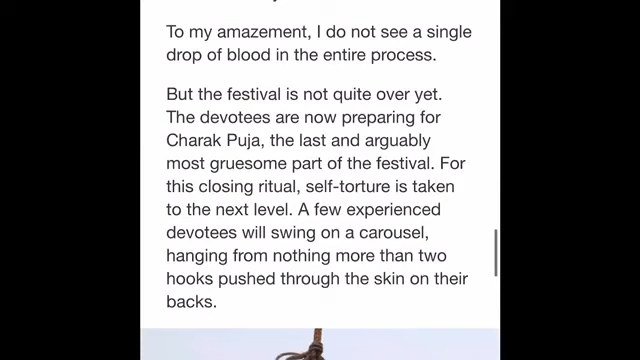 To my amazement, I do not see a single
drop of blood in the entire process.
But the festival is not quite over yet.
The devotees are now preparing for
Charak Puja, the last and arguably
most gruesome part of the festival. For
this closing ritual, self-torture is taken
to the next level. A few experienced
devotees will swing on a carousel,
hanging from nothing more than two
hooks pushed through the skin on their
backs.